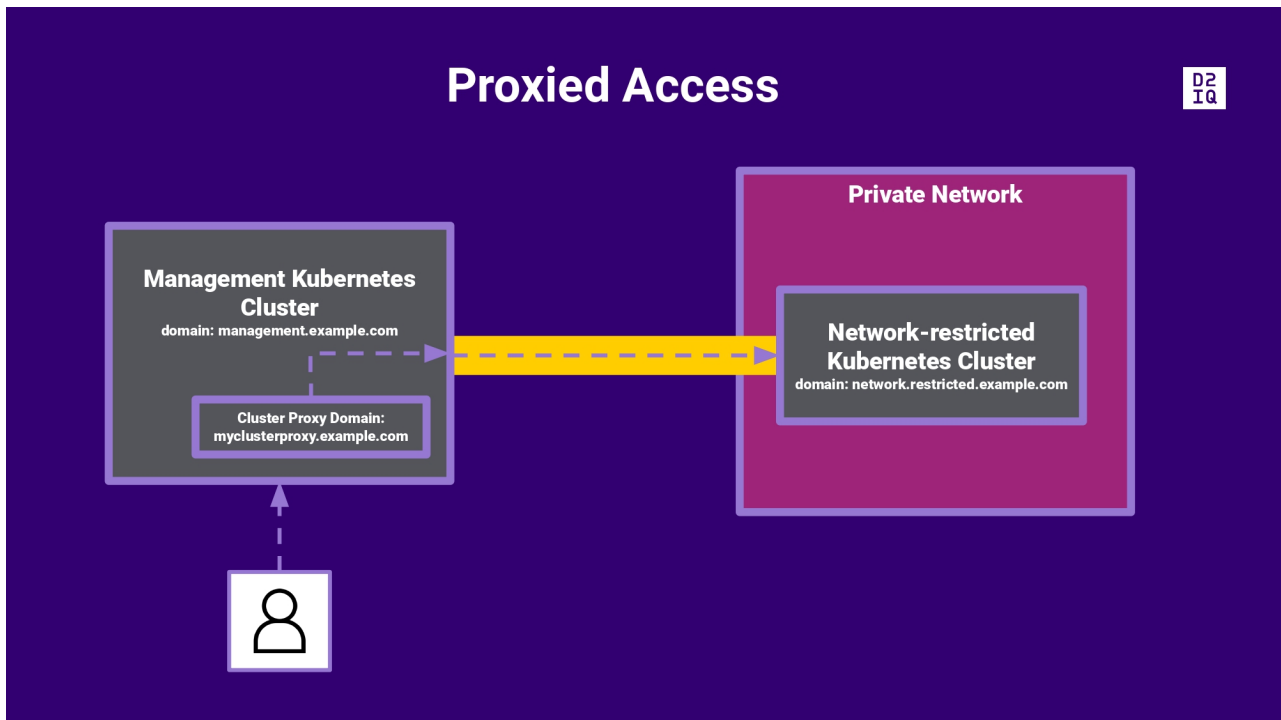 Proxied Access
D2
IQ
Private Network
Management Kubernetes
Cluster
domain: management.example.com
Cluster Proxy Domain:
myclusterproxy.example.com
Network-restricted
Kubernetes Cluster
domain: network.restricted.example.com